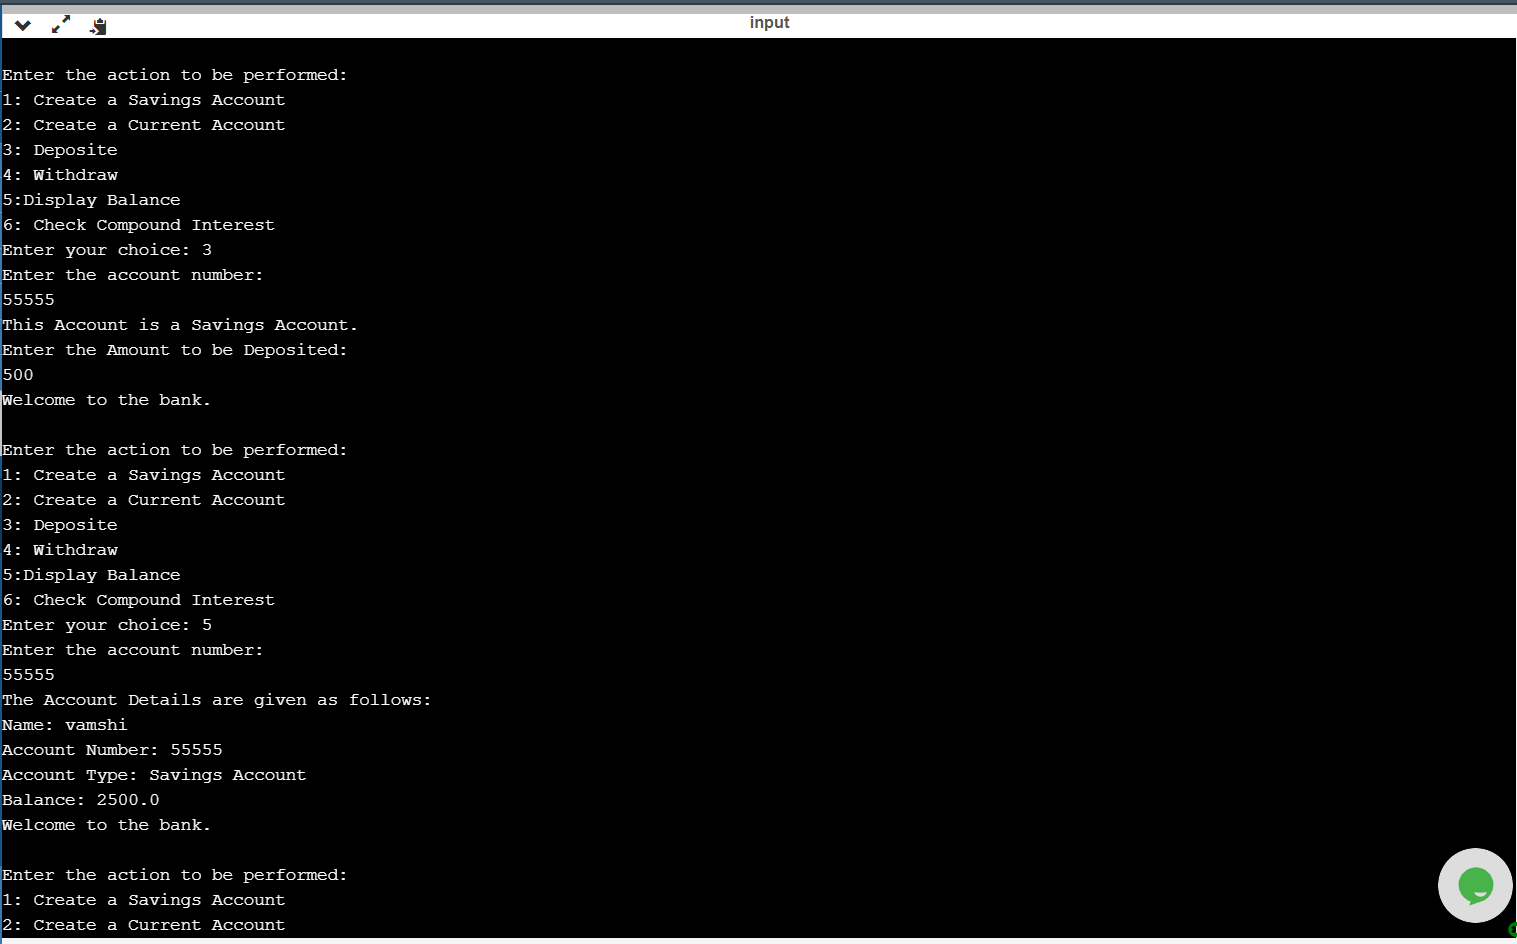 input
Enter the action to be performed:
1: Create a Savings Account
2: Create a Current Account
3: Deposite
4: Withdraw
5:Display Balance
6: Check Compound Interest
Enter your choice: 3
Enter the account number:
55555
This Account is a Savings Account.
Enter the Amount to be Deposited:
500
Welcome to the bank.
Enter the action to be performed:
1: Create a Savings Account
2: Create a Current Account
3: Deposite
4: Withdraw
5:Display Balance
6: Check Compound Interest
Enter your choice: 5
Enter the account number:
55555
The Account Details are given as follows:
Name: vamshi
Account Number: 55555
Account Type: Savings Account
Balance: 2500.0
Welcome to the bank.
Enter the action to be performed:
1: Create a Savings Account
2: Create a Current Account